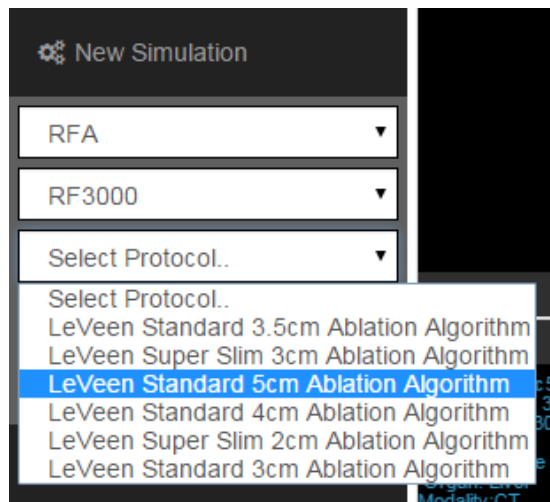 New Simulation
RFA
RF3000
Select Protocol..
Select Protocol..
LeVeen Standard 3.5cm Ablation Algorithm
LeVeen Super Slim 3cm Ablation Algorithm
LeVeen Standard 5cm Ablation Algorithm
LeVeen Standard 4cm Ablation Algorithm
LeVeen Super Slim 2cm Ablation Algorithm
LeVeen Standard 3cm Ablation Algorithm
Modality:CT